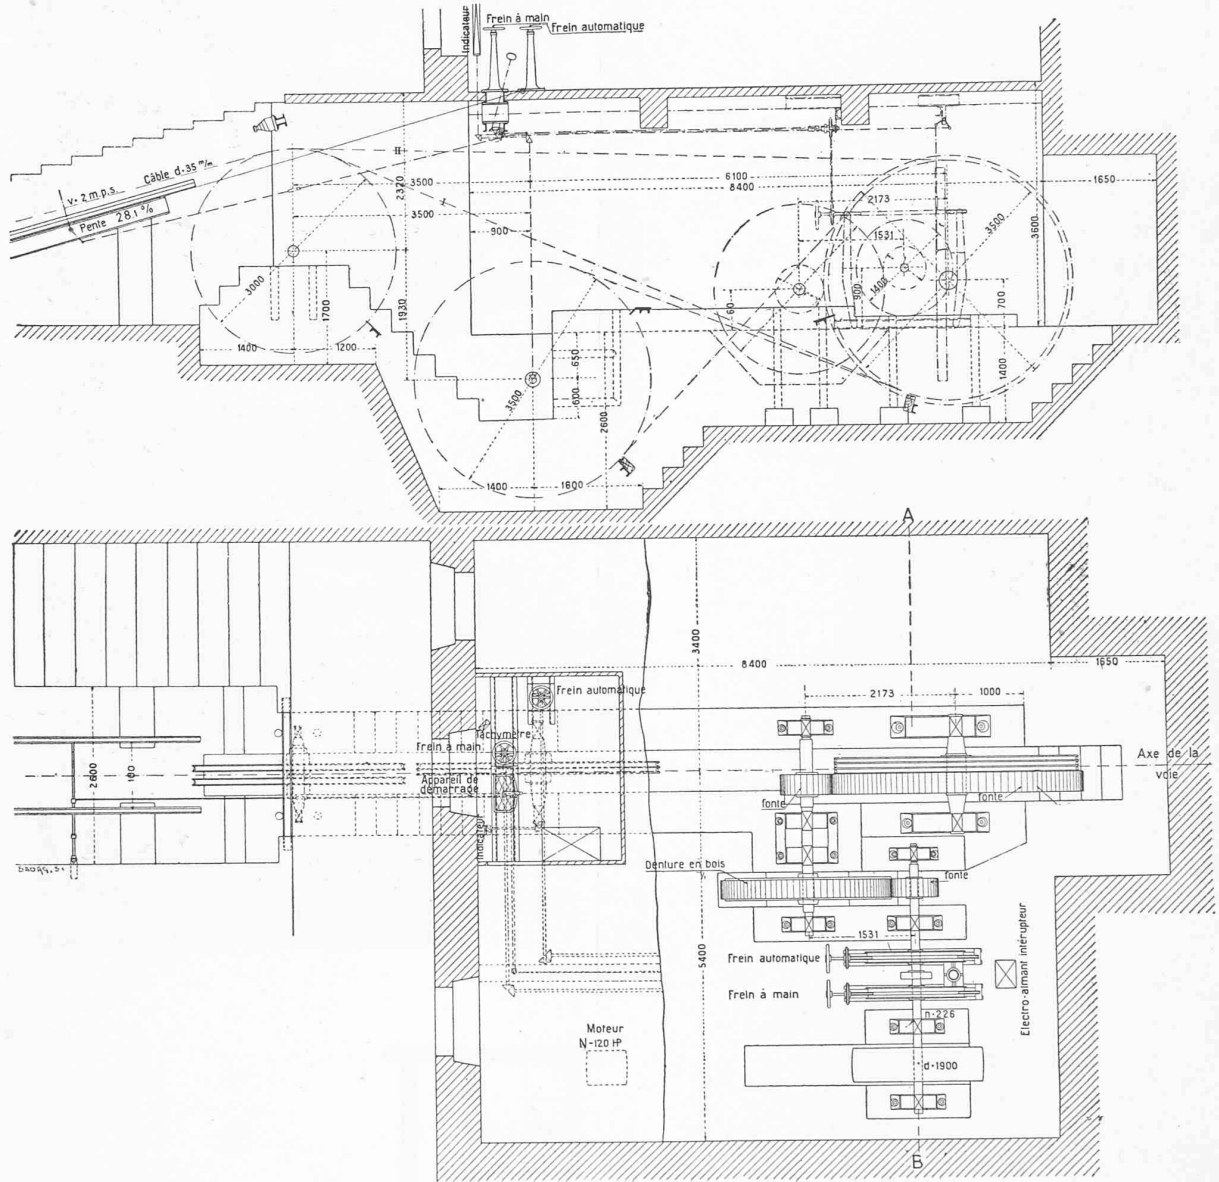 Indicateur
Frein à main
Frein automatique
Câble d=35 m/m
v= 2 m.p.s.
Pente 28.1 %
II
I
3500
2320
6100
8400
1650
2173
3500
900
1531
3500
3600
3000
1700
1930
1400
900
60
700
1400
1200
650
3500
600
2600
1400
1400
1600
A
3400
8400
1650
Frein automatique
2173
1000
Tachymètre
Frein à main
Axe de la
voie
2600
100
Appareil de
démarrage
fonte
fonte
Indicateur
Denture en bois
fonte
5400
1531
Frein automatique
Frein à main
Electro-aimant intérupteur
n=226
Moteur
N=120 HP
d=1900
B